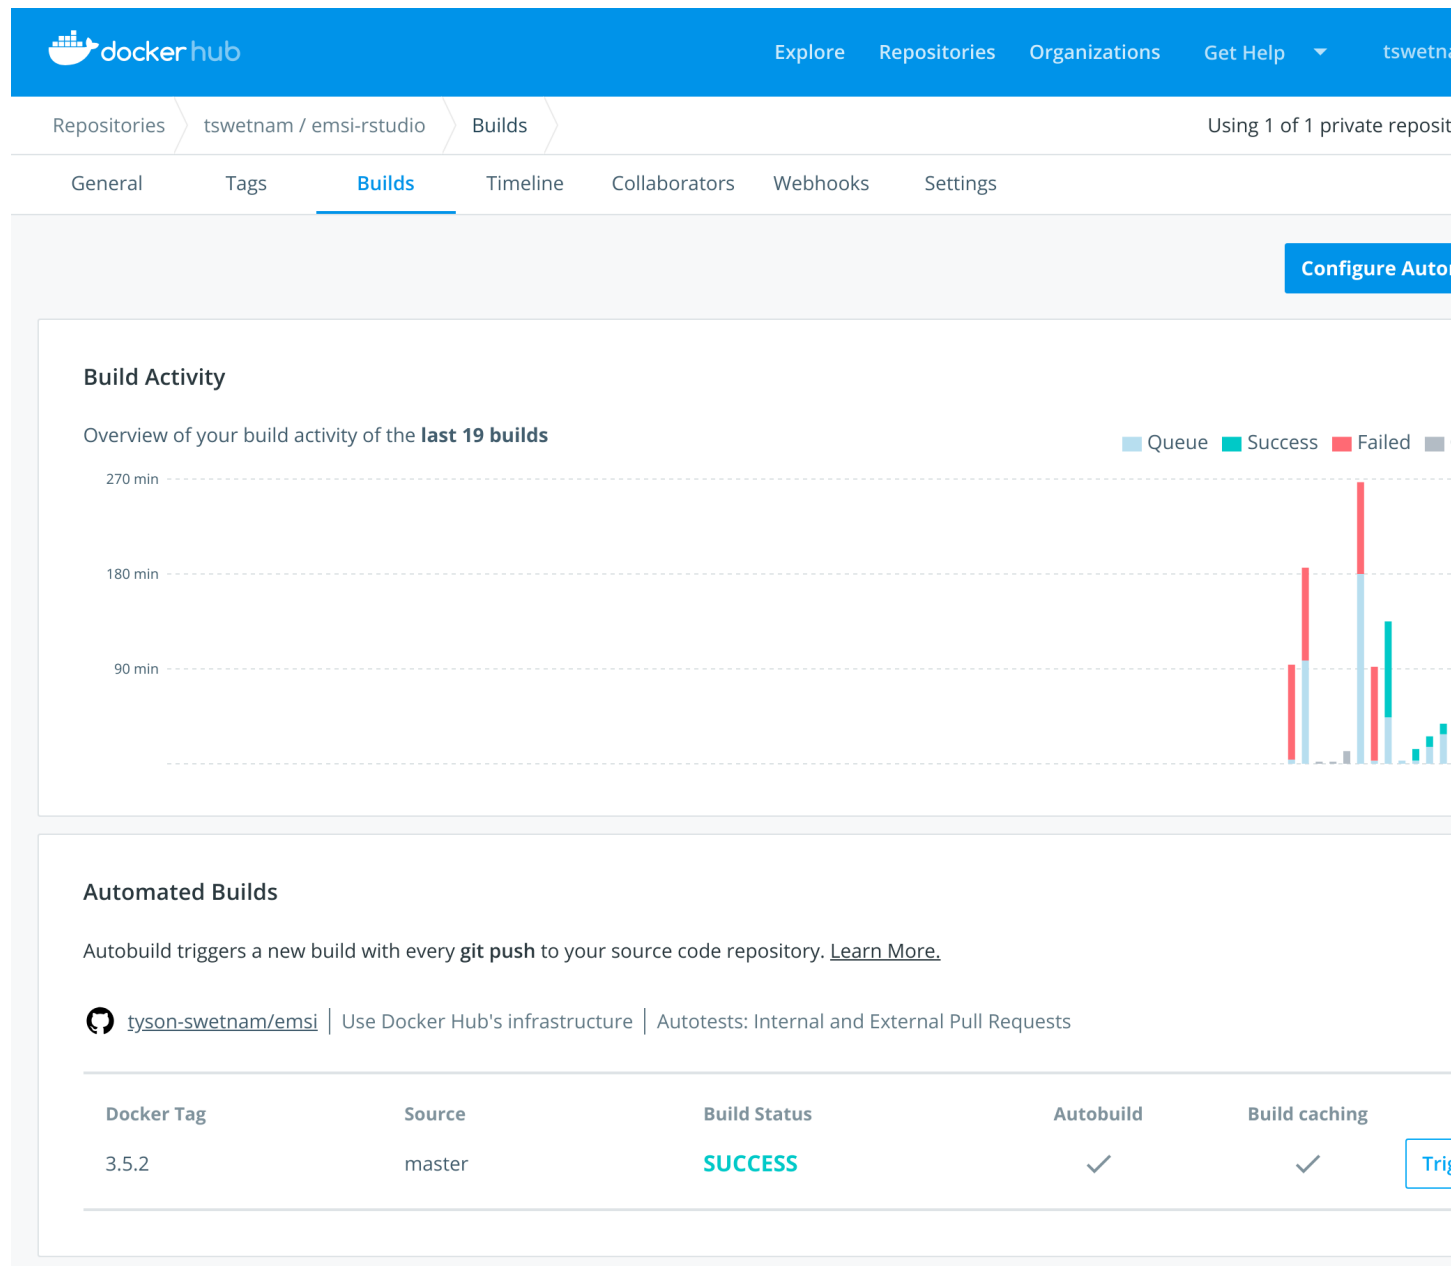 docker hub
Explore Repositories Organizations Get Help
Repositories tswetnam / emsi-rstudio Builds
Using 1 of 1 private
General Tags Builds Timeline Collaborators Webhooks Settings
Configure
Build Activity
Overview of your build activity of the last 19 builds
Queue Success Failed
270 min
180 min
90 min
Automated Builds
Autobuild triggers a new build with every git push to your source code repository. Learn More.
tyson-swetnam/emsi Use Docker Hub's infrastructure Autotests: Internal and External Pull Requests
Docker Tag Source Build Status Autobuild Build caching
3.5.2 master SUCCESS